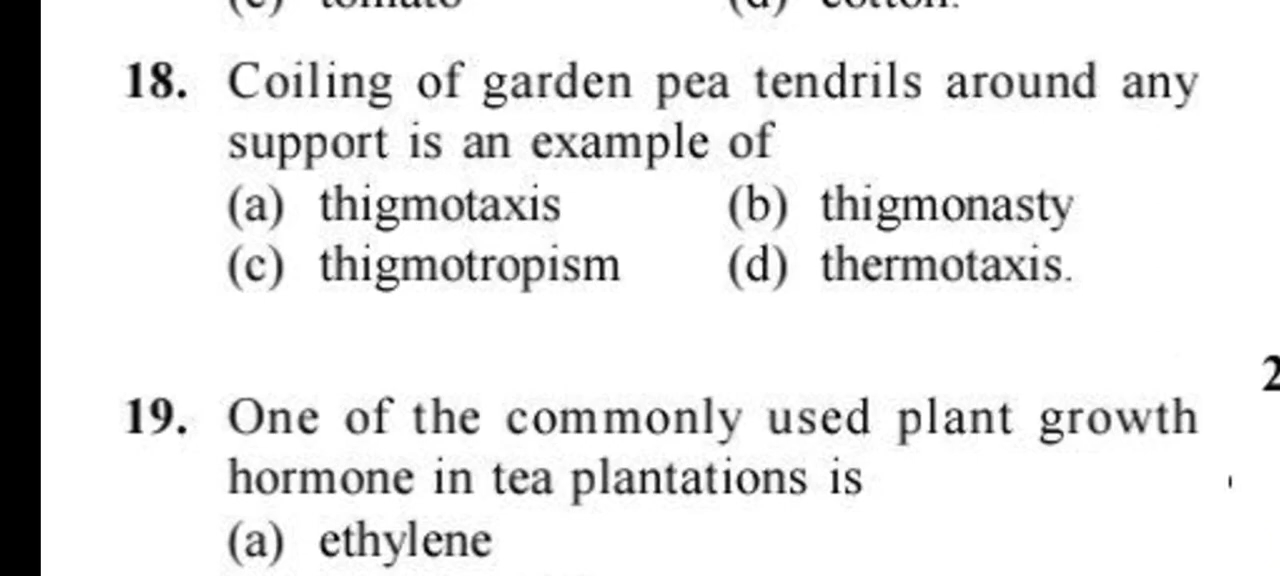 18. Coiling of garden pea tendrils around any
support is an example of
(a) thigmotaxis (b) thigmonasty
(c) thigmotropism (d) thermotaxis.
2
19. One of the commonly used plant growth
hormone in tea plantations is
(a) ethylene